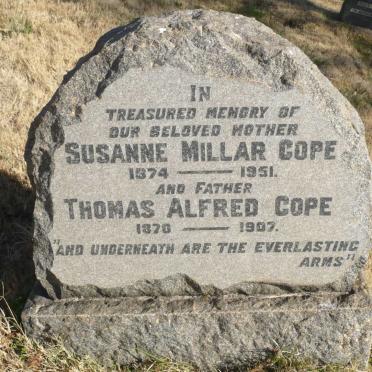 IN
TREASURED MEMORY OF
OUR BELOVED MOTHER
SUSANNE MILLAR COPE
1874 — 1951.
AND FATHER
THOMAS ALFRED COPE
1870 — 1907.
"AND UNDERNEATH ARE THE EVERLASTING
ARMS"